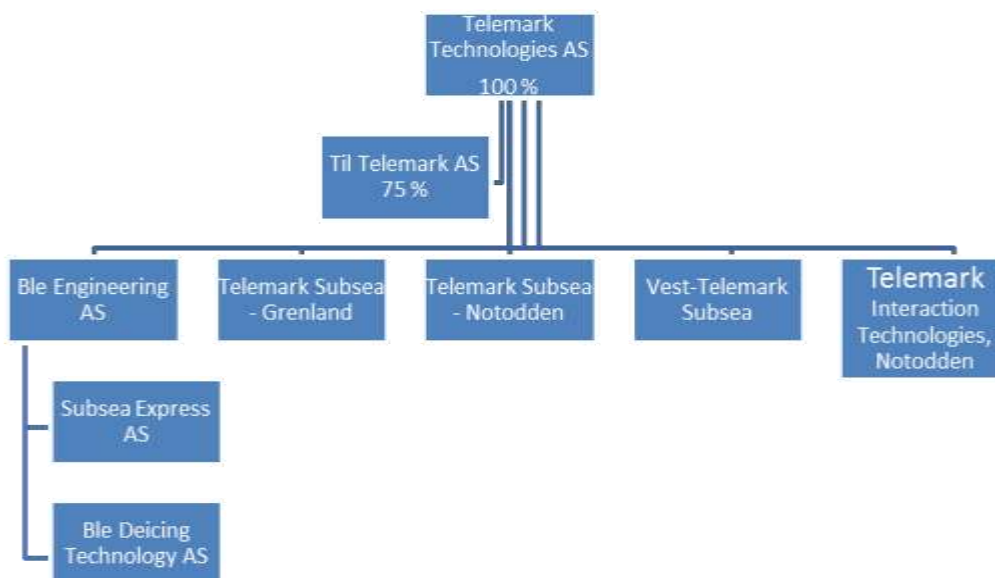 Telemark
Technologies AS
100 %
Til Telemark AS
75 %
Ble Engineering
AS
Telemark Subsea
- Grenland
Telemark Subsea
- Notodden
Vest-Telemark
Subsea
Telemark
Interaction
Technologies,
Notodden
Subsea Express
AS
Ble Deicing
Technology AS